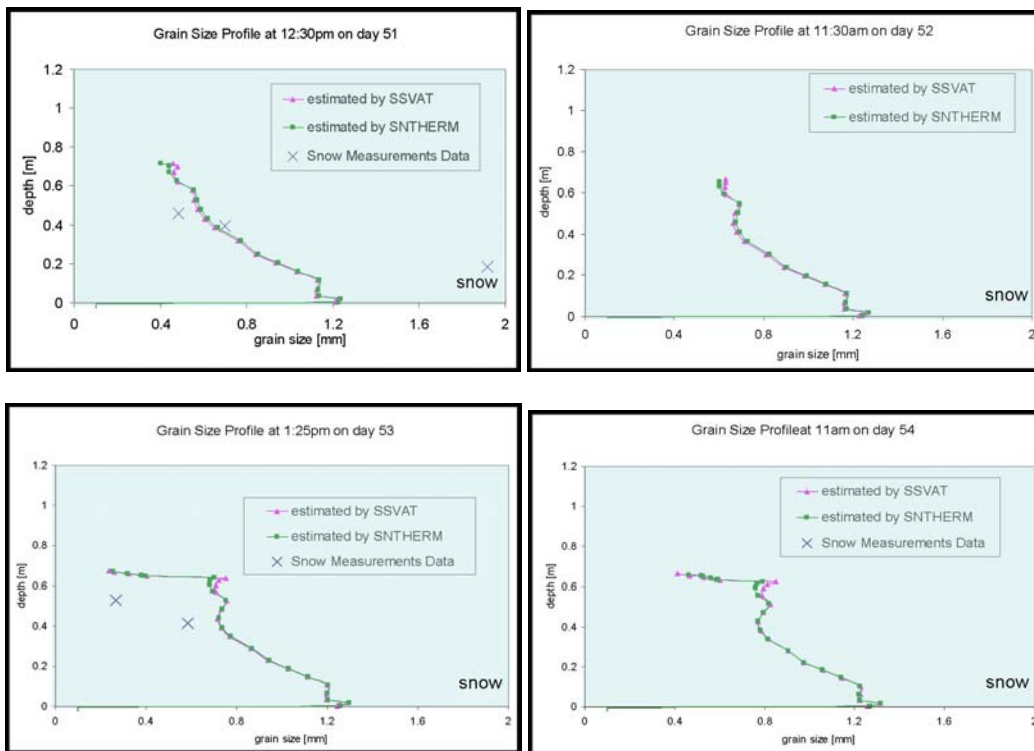 Grain Size Profile at 12:30pm on day 51
estimated by SSVAT
estimated by SNTHERM
Snow Measurements Data
depth [m]
1.2
1
0.8
0.6
0.4
0.2
0
snow
0 0.4 0.8 1.2 1.6 2
grain size [mm]
Grain Size Profile at 11:30am on day 52
estimated by SSVAT
estimated by SNTHERM
depth [m]
1.2
1
0.8
0.6
0.4
0.2
0
snow
0 0.4 0.8 1.2 1.6 2
grain size [mm]
Grain Size Profile at 1:25pm on day 53
estimated by SSVAT
estimated by SNTHERM
Snow Measurements Data
depth [m]
1.2
1
0.8
0.6
0.4
0.2
0
snow
0 0.4 0.8 1.2 1.6 2
grain size [mm]
Grain Size Profileat 11am on day 54
estimated by SSVAT
estimated by SNTHERM
Snow Measurements Data
depth [m]
1.2
1
0.8
0.6
0.4
0.2
0
snow
0 0.4 0.8 1.2 1.6 2
grain size [mm]